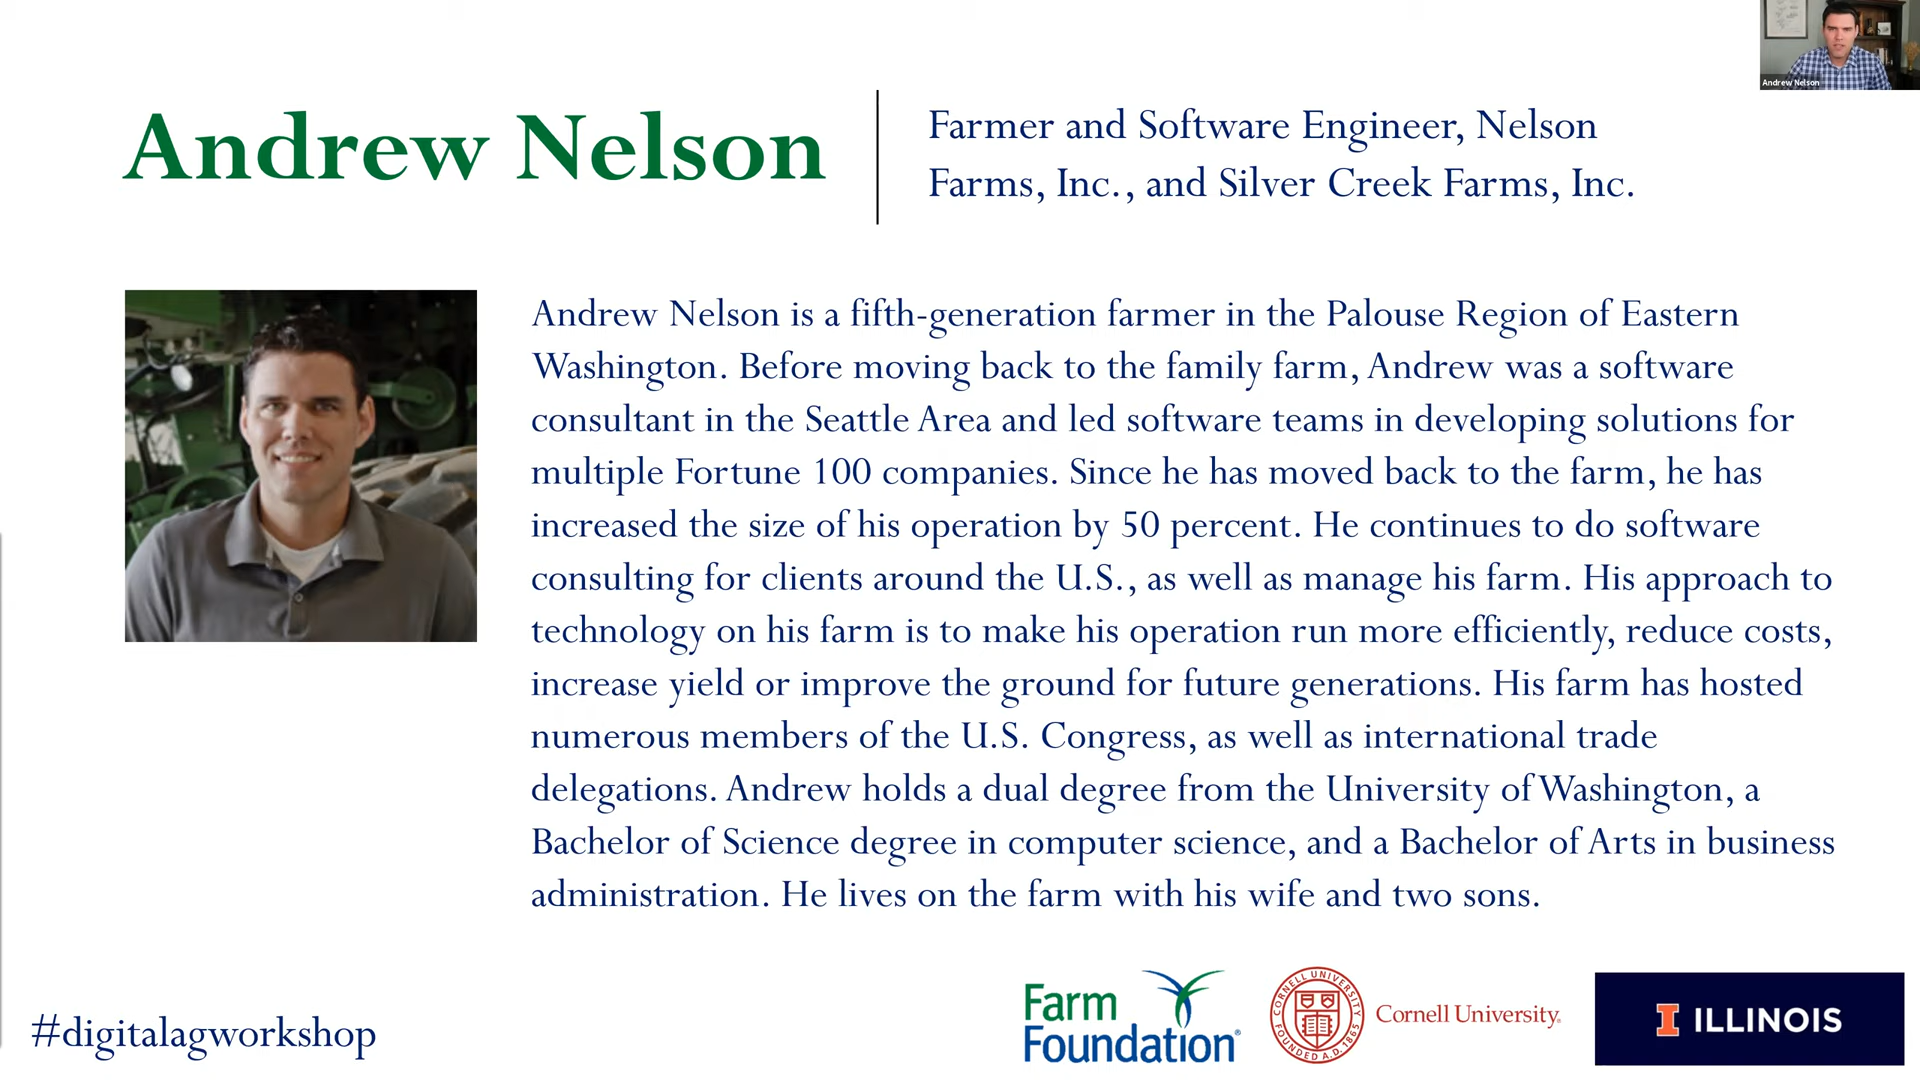 Andrew Nelson
Andrew Nelson
Farmer and Software Engineer, Nelson
Farms, Inc., and Silver Creek Farms, Inc.
Andrew Nelson is a fifth-generation farmer in the Palouse Region of Eastern
Washington. Before moving back to the family farm, Andrew was a software
consultant in the Seattle Area and led software teams in developing solutions for
multiple Fortune 100 companies. Since he has moved back to the farm, he has
increased the size of his operation by 50 percent. He continues to do software
consulting for clients around the U.S., as well as manage his farm. His approach to
technology on his farm is to make his operation run more efficiently, reduce costs,
increase yield or improve the ground for future generations. His farm has hosted
numerous members of the U.S. Congress, as well as international trade
delegations. Andrew holds a dual degree from the University of Washington, a
Bachelor of Science degree in computer science, and a Bachelor of Arts in business
administration. He lives on the farm with his wife and two sons.
#digitalagworkshop
Farm
Foundation®
CORNELL UNIVERSITY
FOUNDED A.D. 1865
Cornell University®
I ILLINOIS